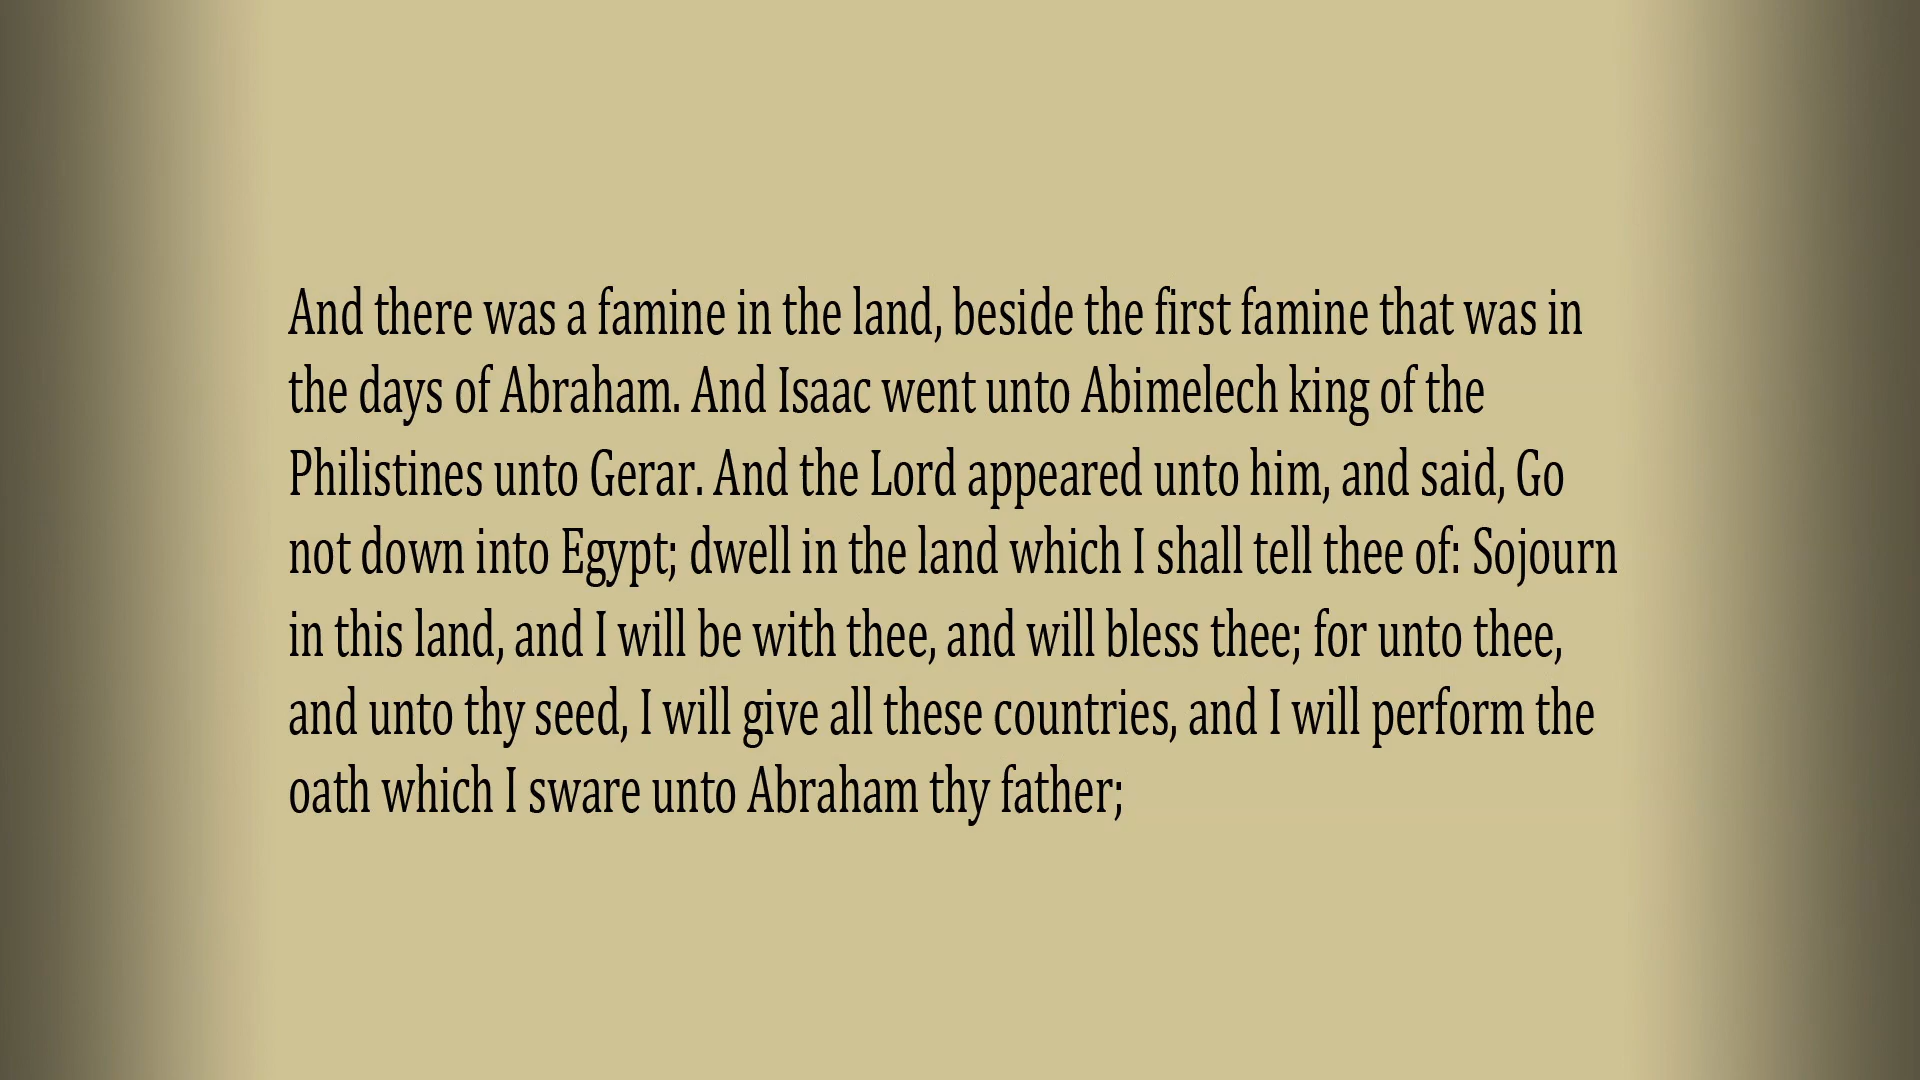 And there was a famine in the land, beside the first famine that was in
the days of Abraham. And Isaac went unto Abimelech king of the
Philistines unto Gerar. And the Lord appeared unto him, and said, Go
not down into Egypt; dwell in the land which I shall tell thee of: Sojourn
in this land, and I will be with thee, and will bless thee; for unto thee,
and unto thy seed, I will give all these countries, and I will perform the
oath which I sware unto Abraham thy father;